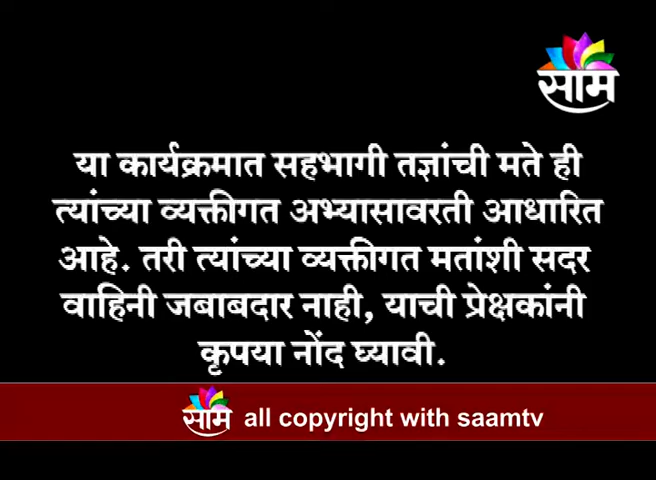 साम
या कार्यक्रमात सहभागी तज्ञांची मते ही
त्यांच्या व्यक्तीगत अभ्यासावरती आधारित
आहे. तरी त्यांच्या व्यक्तीगत मतांशी सदर
वाहिनी जबाबदार नाही, याची प्रेक्षकांनी
कृपया नोंद घ्यावी.
साम all copyright with saamtv